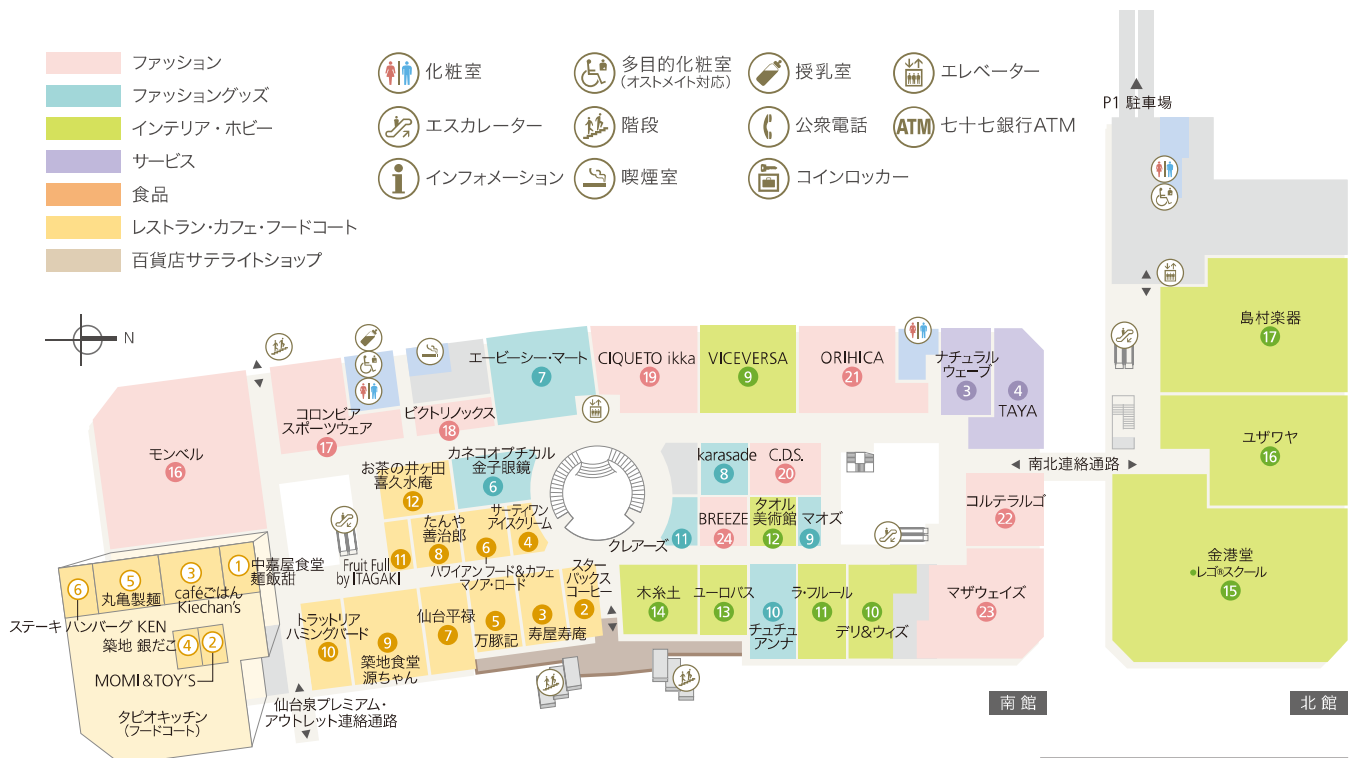 ファッション
ファッショングッズ
インテリア・ホビー
サービス
食品
レストラン・カフェ・フードコート
百貨店サテライトショップ
化粧室
多目的化粧室
(オストメイト対応)
授乳室
エレベーター
エスカレーター
階段
公衆電話
ATM 七十七銀行ATM
インフォメーション
喫煙室
コインロッカー
P1 駐車場
N
島村楽器
17
ユザワヤ
16
金港堂
レゴ®スクール
15
南北連絡通路
エービーシー・マート
7
CIQUETO ikka
19
VICEVERSA
9
ORIHICA
21
ナチュラル
ウェーブ
3
4
TAYA
モンベル
16
コロンビア
スポーツウェア
17
ビクトリノックス
18
カネコオプチカル
金子眼鏡
6
お茶の井ヶ田
喜久水庵
12
karasade
8
C.D.S.
20
コルテラルゴ
22
クレアーズ
11
BREEZE
24
タオル
美術館
12
マオズ
9
Fruit Full
by ITAGAKI
11
たんや
善治郎
8
サーティワン
アイスクリーム
4
6
ハワイアンフード&カフェ
マノア・ロード
スター
バックス
コーヒー
2
木糸土
14
ユーロパス
13
10
チュチュ
アンナ
ラ・フルール
11
10
デリ&ウィズ
マザウェイズ
23
中嘉屋食堂
麺飯甜
1
3
caféごはん
Kiechan's
5
丸亀製麺
6
ステーキ ハンバーグ KEN
築地 銀だこ
4
2
MOMI&TOY'S
タピオキッチン
(フードコート)
トラットリア
ハミングバード
10
9
築地食堂
源ちゃん
仙台平禄
7
5
万豚記
3
寿屋寿庵
仙台泉プレミアム・
アウトレット連絡通路
南館
北館